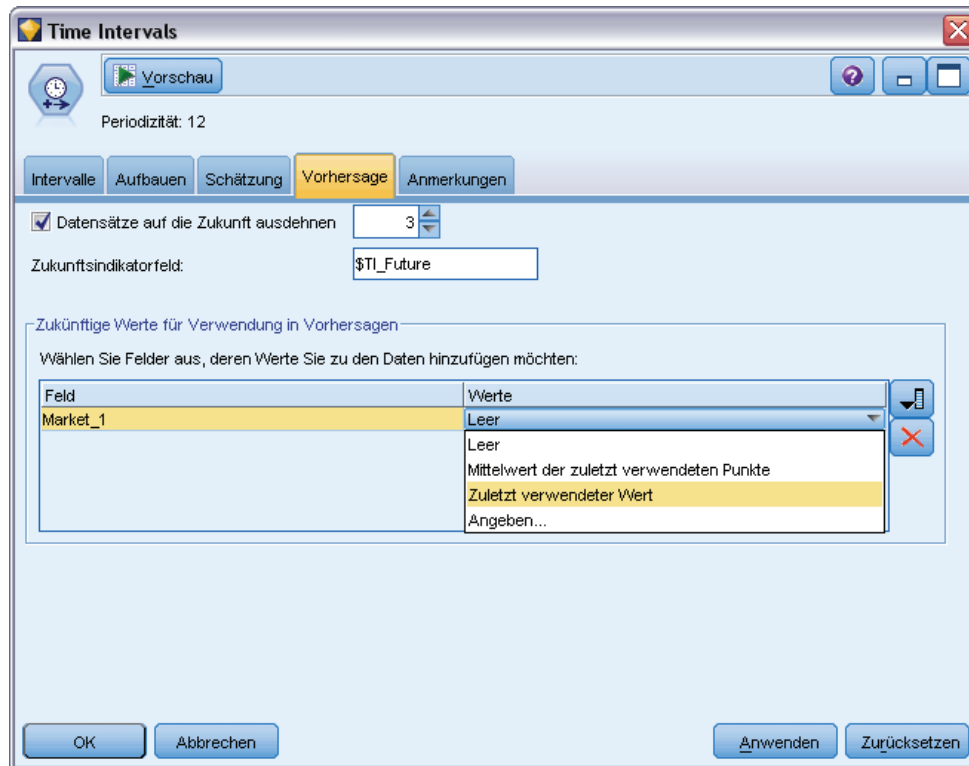 Time Intervals
Vorschau
Periodizität: 12
Intervalle Aufbauen Schätzung Vorhersage Anmerkungen
Datensätze auf die Zukunft ausdehnen 3
Zukunftsindikatorfeld: $TI_Future
Zukünftige Werte für Verwendung in Vorhersagen
Wählen Sie Felder aus, deren Werte Sie zu den Daten hinzufügen möchten:
Feld Werte
Market_1 Leer
Leer
Mittelwert der zuletzt verwendeten Punkte
Zuletzt verwendeter Wert
Angeben...
OK Abbrechen Anwenden Zurücksetzen